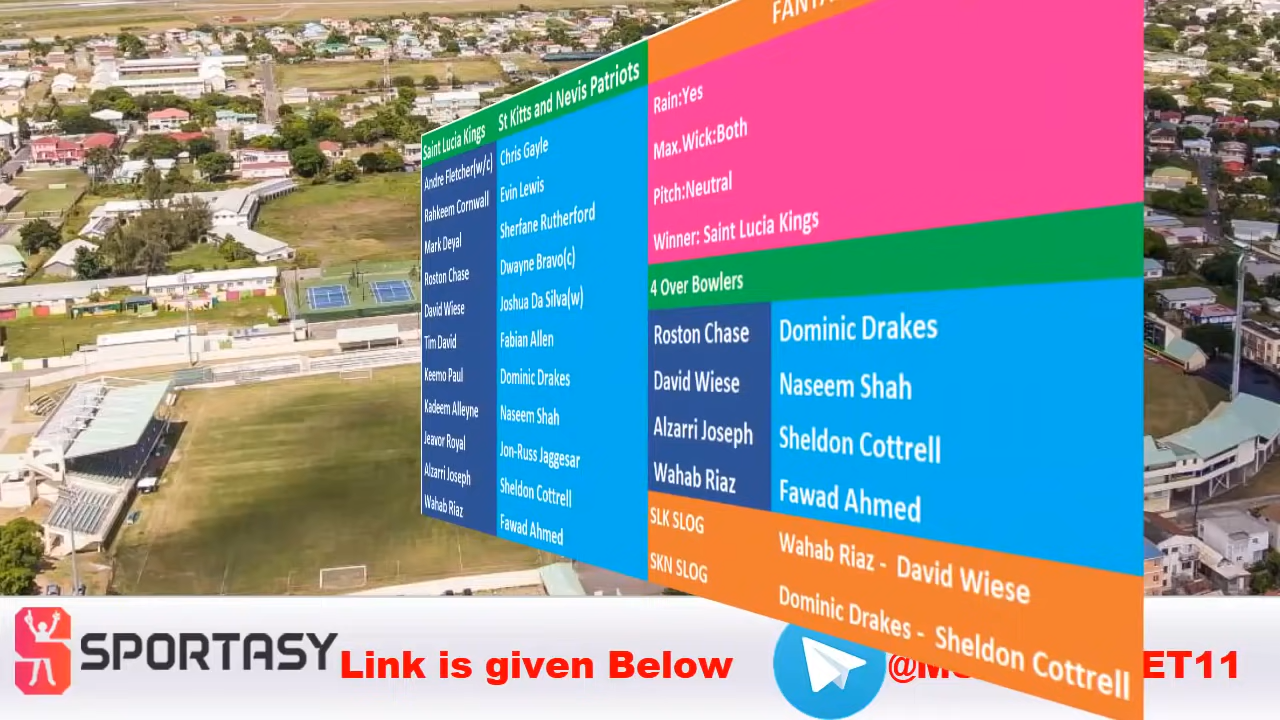 Saint Lucia Kings
St Kitts and Nevis Patriots
Andre Fletcher(w/c)
Chris Gayle
Rahkeem Cornwall
Evin Lewis
Mark Deyal
Sherfane Rutherford
Roston Chase
Dwayne Bravo(c)
David Wiese
Joshua Da Silva(w)
Tim David
Fabian Allen
Keemo Paul
Dominic Drakes
Kadeem Alleyne
Naseem Shah
Jeavor Royal
Jon-Russ Jaggesar
Alzarri Joseph
Sheldon Cottrell
Wahab Riaz
Fawad Ahmed
Rain:Yes
Max.Wick:Both
Pitch:Neutral
Winner: Saint Lucia Kings
4 Over Bowlers
Roston Chase
Dominic Drakes
David Wiese
Naseem Shah
Alzarri Joseph
Sheldon Cottrell
Wahab Riaz
Fawad Ahmed
SLK SLOG
Wahab Riaz - David Wiese
SKN SLOG
Dominic Drakes - Sheldon Cottrell
SPORTASY
Link is given Below